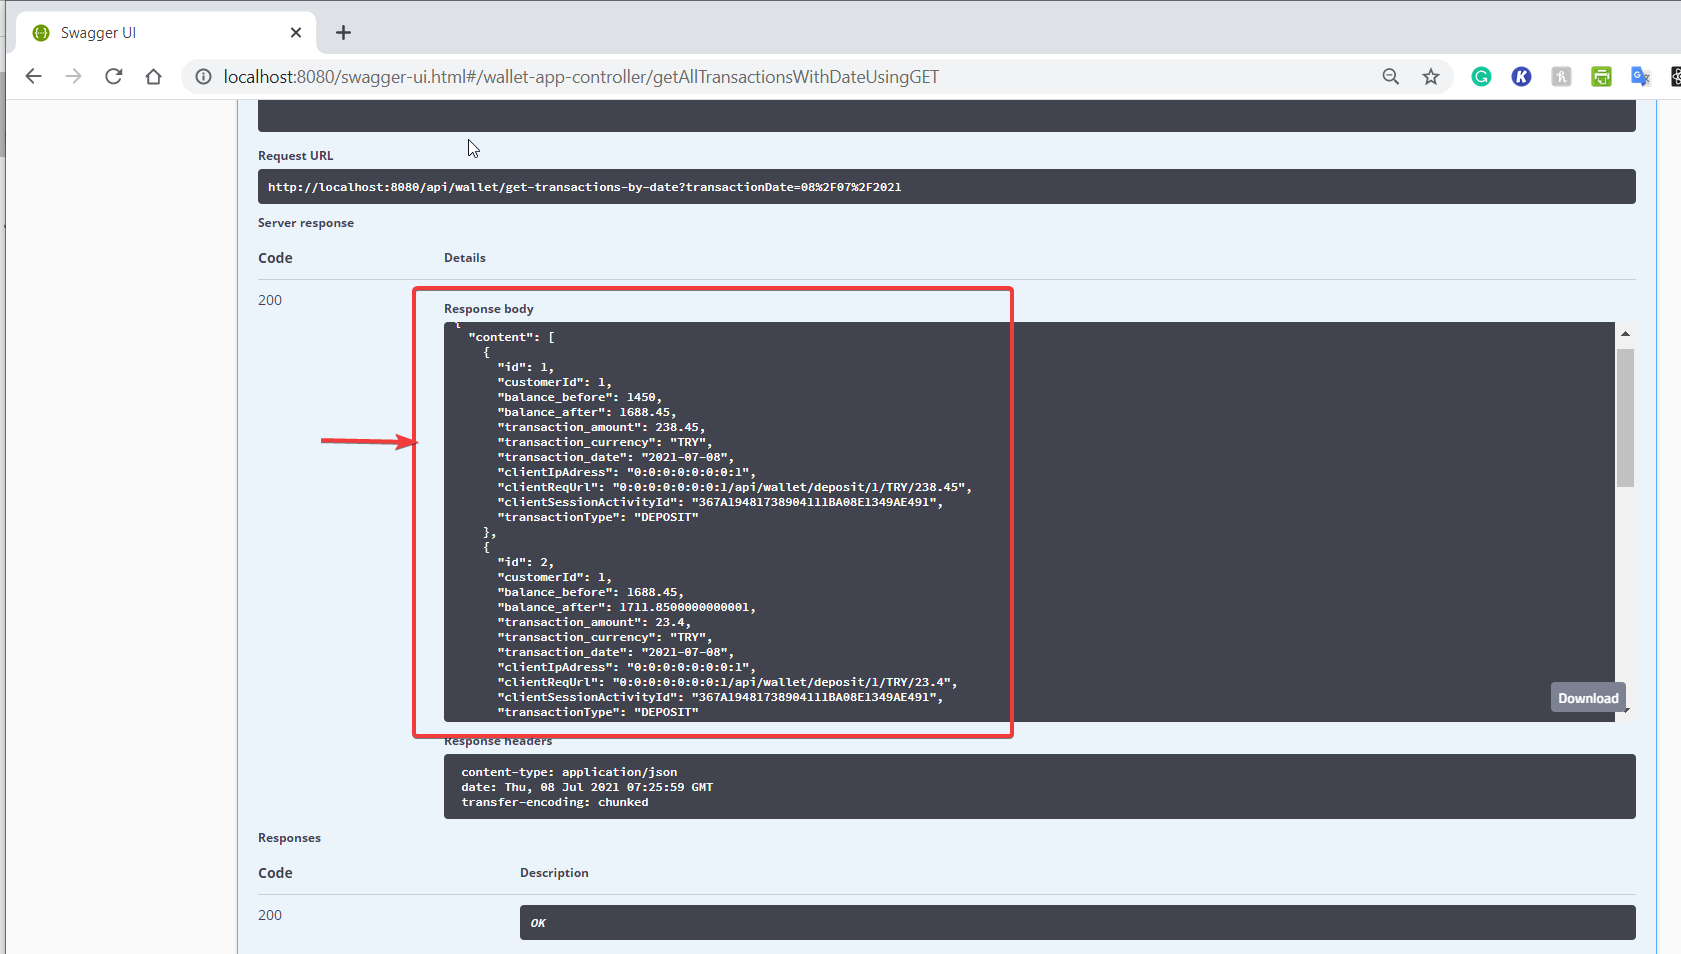 Swagger UI
localhost:8080/swagger-ui.html#/wallet-app-controller/getAllTransactionsWithDateUsingGET
Request URL
http://localhost:8080/api/wallet/get-transactions-by-date?transactionDate=08%2F07%2F2021
Server response
Code Details
200
Response body
{
"content": [
{
"id": 1,
"customerId": 1,
"balance_before": 1450,
"balance_after": 1688.45,
"transaction_amount": 238.45,
"transaction_currency": "TRY",
"transaction_date": "2021-07-08",
"clientIpAdress": "0:0:0:0:0:0:0:1",
"clientReqUrl": "0:0:0:0:0:0:0:1/api/wallet/deposit/1/TRY/238.45",
"clientSessionActivityId": "367A19481738904111BA08E1349AE491",
"transactionType": "DEPOSIT"
},
{
"id": 2,
"customerId": 1,
"balance_before": 1688.45,
"balance_after": 1711.8500000000001,
"transaction_amount": 23.4,
"transaction_currency": "TRY",
"transaction_date": "2021-07-08",
"clientIpAdress": "0:0:0:0:0:0:0:1",
"clientReqUrl": "0:0:0:0:0:0:0:1/api/wallet/deposit/1/TRY/23.4",
"clientSessionActivityId": "367A19481738904111BA08E1349AE491",
"transactionType": "DEPOSIT"
Download
Response headers
content-type: application/json
date: Thu, 08 Jul 2021 07:25:59 GMT
transfer-encoding: chunked
Responses
Code Description
200
OK